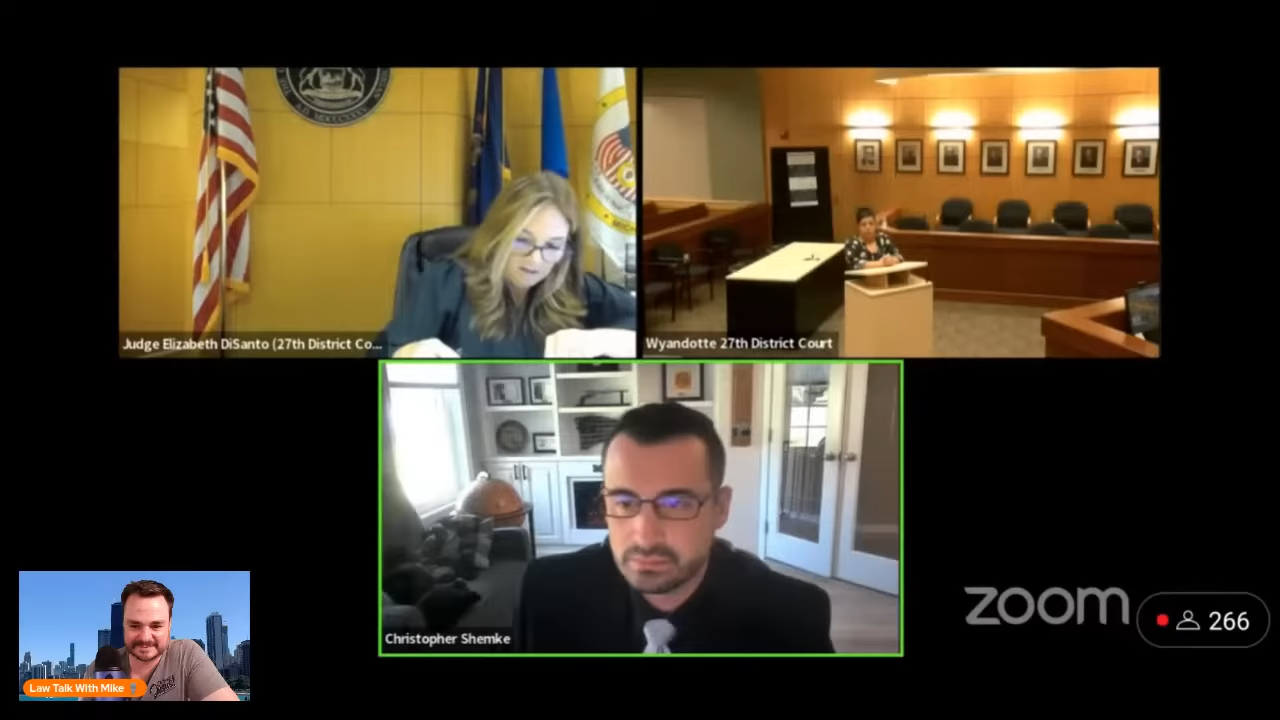 Judge Elizabeth DiSanto (27th District Co...
Wyandotte 27th District Court
Christopher Shemke
zoom
266
Law Talk With Mike